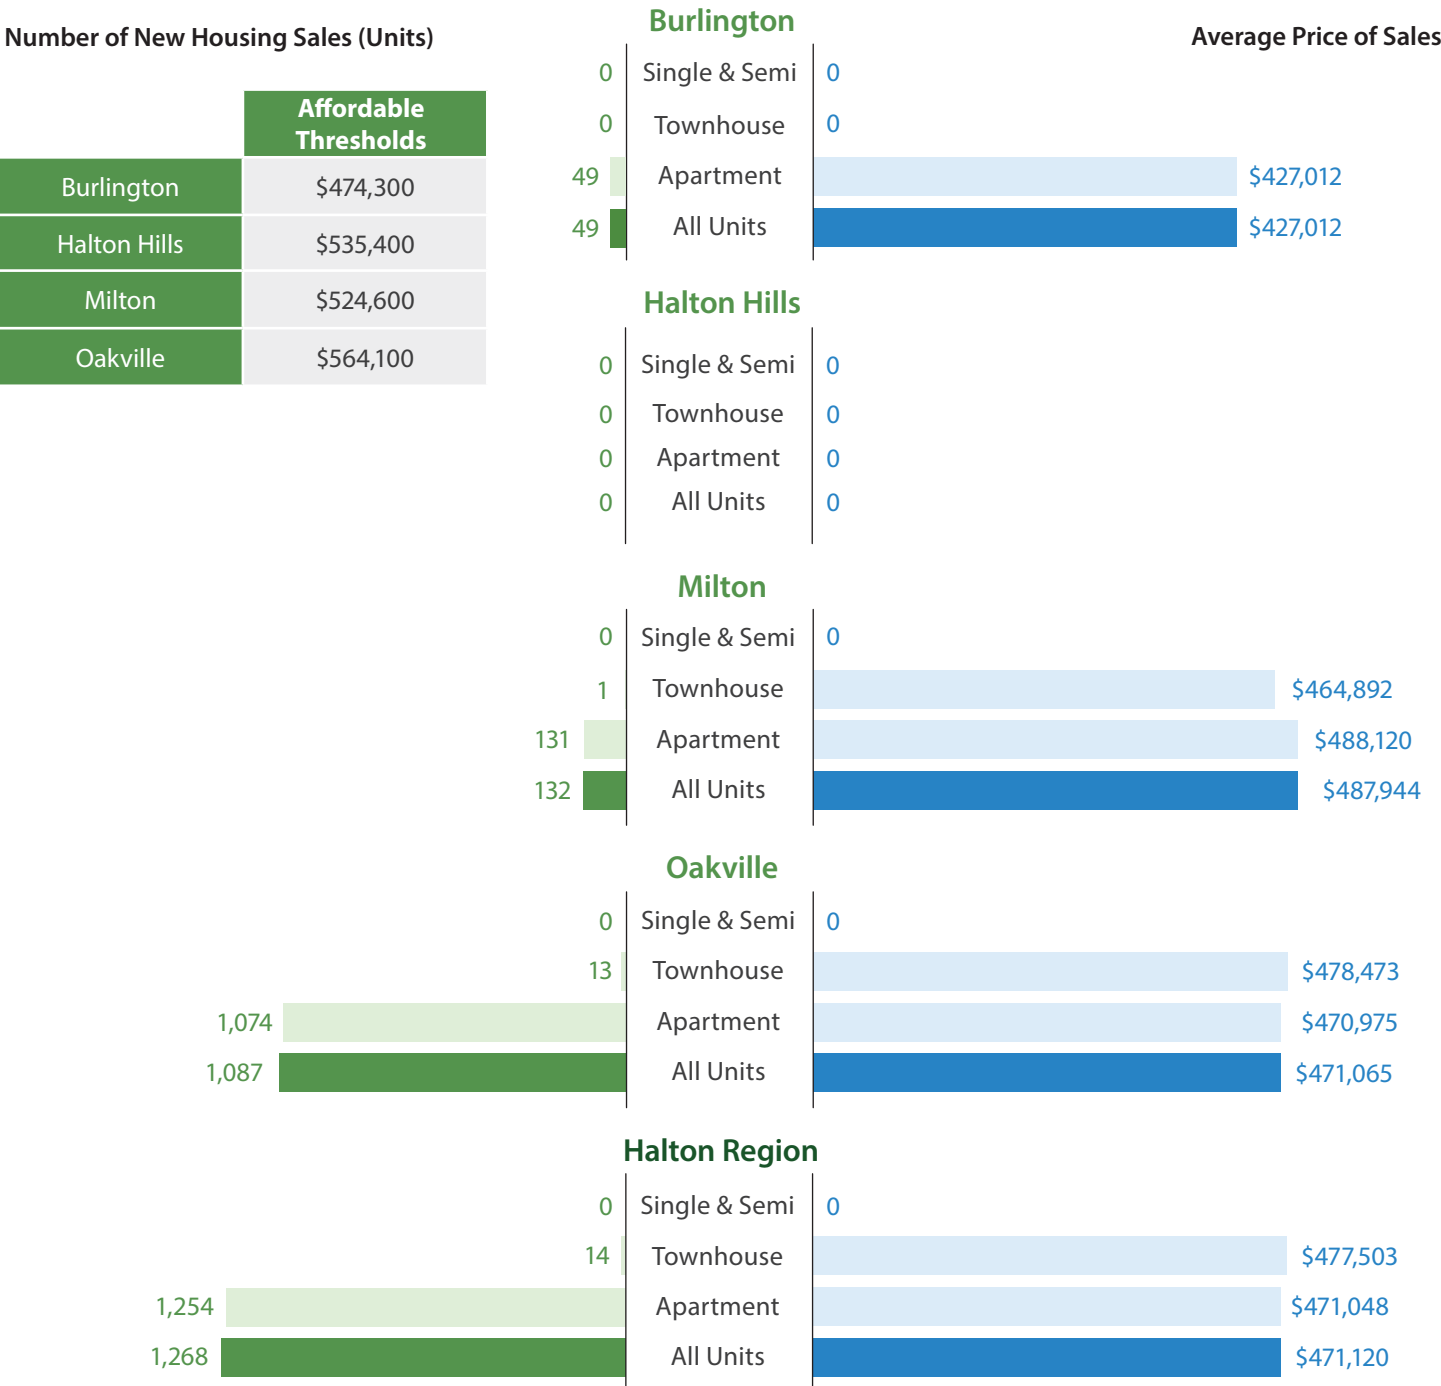 Number of New Housing Sales (Units)
Average Price of Sales
Affordable
Thresholds
Burlington $474,300
Halton Hills $535,400
Milton $524,600
Oakville $564,100
Burlington
0 Single & Semi 0
0 Townhouse 0
49 Apartment $427,012
49 All Units $427,012
Halton Hills
0 Single & Semi 0
0 Townhouse 0
0 Apartment 0
0 All Units 0
Milton
0 Single & Semi 0
1 Townhouse $464,892
131 Apartment $488,120
132 All Units $487,944
Oakville
0 Single & Semi 0
13 Townhouse $478,473
1,074 Apartment $470,975
1,087 All Units $471,065
Halton Region
0 Single & Semi 0
14 Townhouse $477,503
1,254 Apartment $471,048
1,268 All Units $471,120